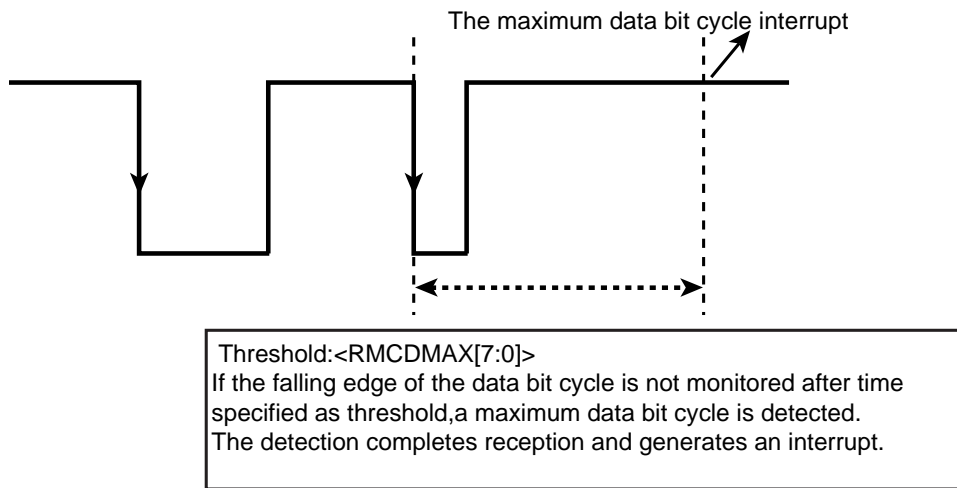 The maximum data bit cycle interrupt
Threshold:<RMCDMAX[7:0]>
If the falling edge of the data bit cycle is not monitored after time
specified as threshold,a maximum data bit cycle is detected.
The detection completes reception and generates an interrupt.